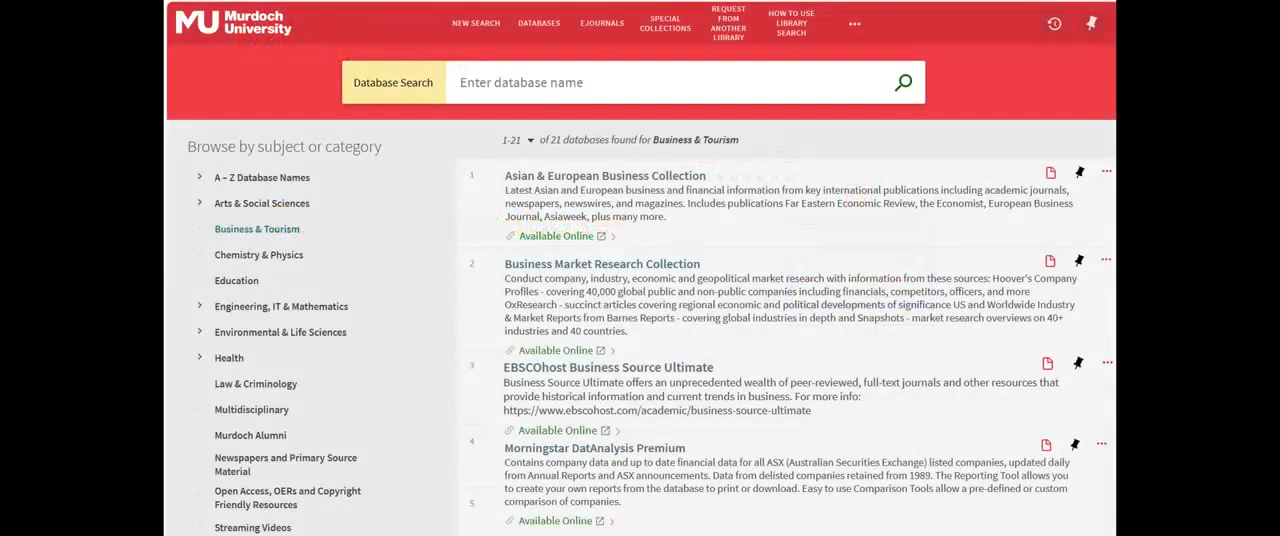 MU Murdoch
University
NEW SEARCH
DATABASES
EJOURNALS
SPECIAL
COLLECTIONS
REQUEST
FROM
ANOTHER
LIBRARY
HOW TO USE
LIBRARY
SEARCH
Database Search
Enter database name
Browse by subject or category
A – Z Database Names
Arts & Social Sciences
Business & Tourism
Chemistry & Physics
Education
Engineering, IT & Mathematics
Environmental & Life Sciences
Health
Law & Criminology
Multidisciplinary
Murdoch Alumni
Newspapers and Primary Source
Material
Open Access, OERs and Copyright
Friendly Resources
Streaming Videos
1-21 of 21 databases found for Business & Tourism
1
Asian & European Business Collection
Latest Asian and European business and financial information from key international publications including academic journals,
newspapers, newswires, and magazines. Includes publications Far Eastern Economic Review, the Economist, European Business
Journal, Asiaweek, plus many more.
Available Online
2
Business Market Research Collection
Conduct company, industry, economic and geopolitical market research with information from these sources: Hoover's Company
Profiles - covering 40,000 global public and non-public companies including financials, competitors, officers, and more
OxResearch - succinct articles covering regional economic and political developments of significance US and Worldwide Industry
& Market Reports from Barnes Reports - covering global industries in depth and Snapshots - market research overviews on 40+
industries and 40 countries.
Available Online
3
EBSCOhost Business Source Ultimate
Business Source Ultimate offers an unprecedented wealth of peer-reviewed, full-text journals and other resources that
provide historical information and current trends in business. For more info:
https://www.ebscohost.com/academic/business-source-ultimate
Available Online
4
Morningstar DatAnalysis Premium
Contains company data and up to date financial data for all ASX (Australian Securities Exchange) listed companies, updated daily
from Annual Reports and ASX announcements. Data from delisted companies retained from 1989. The Reporting Tool allows you
to create your own reports from the database to print or download. Easy to use Comparison Tools allow a pre-defined or custom
comparison of companies.
5
Available Online